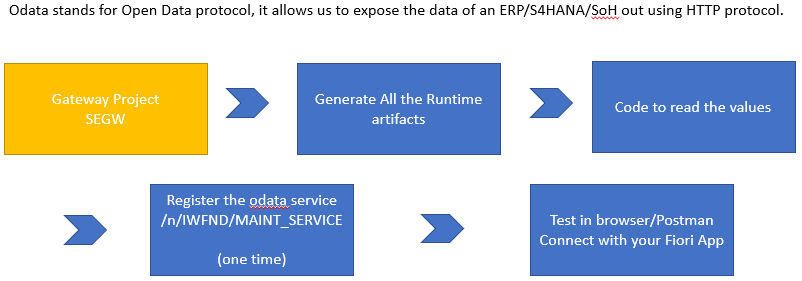 Odata stands for Open Data protocol, it allows us to expose the data of an ERP/S4HANA/SoH out using HTTP protocol.
Gateway Project
SEGW
Generate All the Runtime
artifacts
Code to read the values
Register the odata service
/n/IWFND/MAINT_SERVICE
(one time)
Test in browser/Postman
Connect with your Fiori App